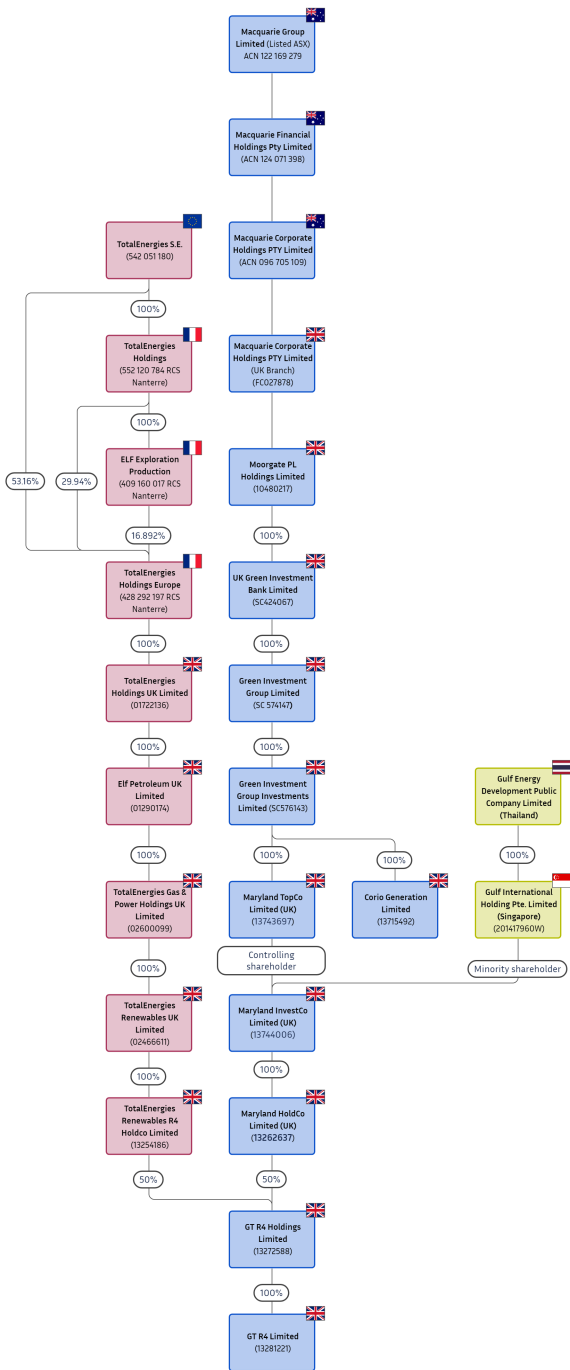 Macquarie Group
Limited (Listed ASX)
ACN 122 169 279
Macquarie Financial
Holdings Pty Limited
(ACN 124 071 398)
TotalEnergies S.E.
(542 051 180)
Macquarie Corporate
Holdings PTY Limited
(ACN 096 705 109)
100%
TotalEnergies
Holdings
(552 120 784 RCS
Nanterre)
Macquarie Corporate
Holdings PTY Limited
(UK Branch)
(FC027878)
100%
53.16%
29.94%
ELF Exploration
Production
(409 160 017 RCS
Nanterre)
Moorgate PL
Holdings Limited
(10480217)
16.892%
100%
TotalEnergies
Holdings Europe
(428 292 197 RCS
Nanterre)
UK Green Investment
Bank Limited
(SC424067)
100%
100%
TotalEnergies
Holdings UK Limited
(01722136)
Green Investment
Group Limited
(SC 574147)
100%
100%
Elf Petroleum UK
Limited
(01290174)
Green Investment
Group Investments
Limited (SC576143)
Gulf Energy
Development Public
Company Limited
(Thailand)
100%
100%
100%
100%
TotalEnergies Gas &
Power Holdings UK
Limited
(02600099)
Maryland TopCo
Limited (UK)
(13743697)
Corio Generation
Limited
(13715492)
Gulf International
Holding Pte. Limited
(Singapore)
(201417960W)
100%
Controlling
shareholder
Minority shareholder
TotalEnergies
Renewables UK
Limited
(02466611)
Maryland InvestCo
Limited (UK)
(13744006)
100%
100%
TotalEnergies
Renewables R4
Holdco Limited
(13254186)
Maryland HoldCo
Limited (UK)
(13262637)
50%
50%
GT R4 Holdings
Limited
(13272588)
100%
GT R4 Limited
(13281221)